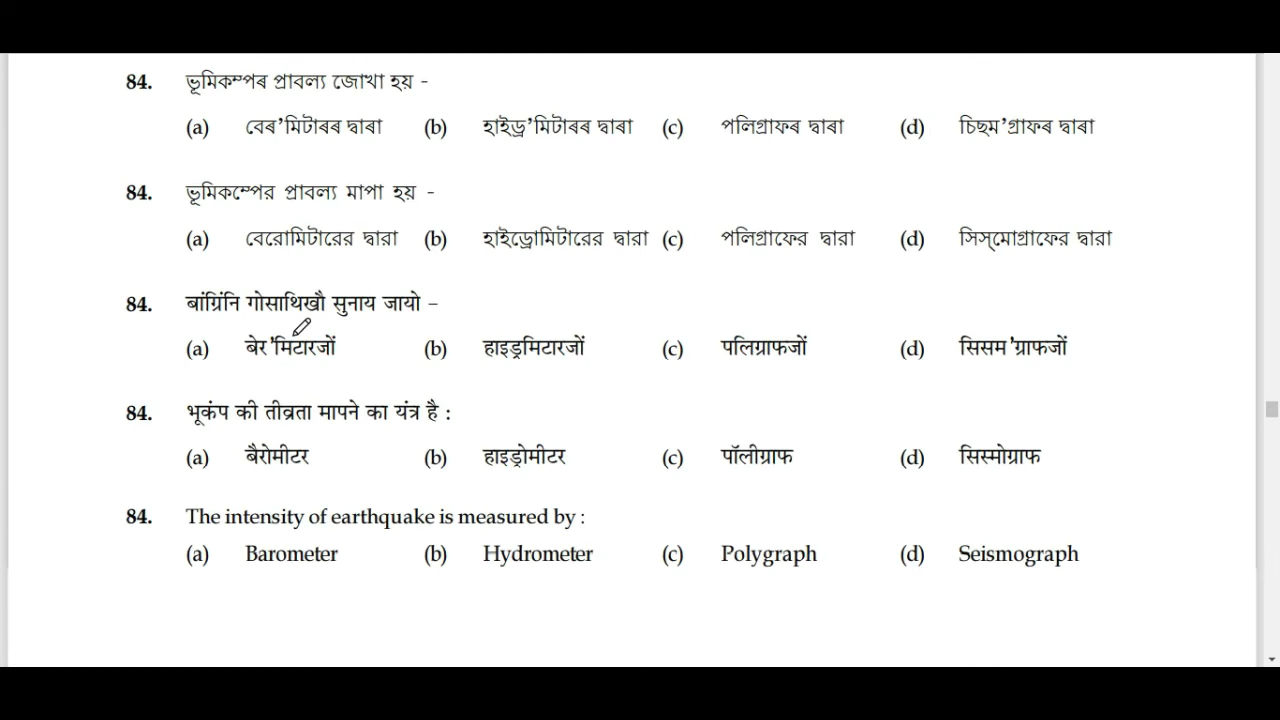 84. ভূমিকম্পৰ প্ৰাবল্য জোখা হয় -
(a) বেৰ'মিটাৰৰ দ্বাৰা (b) হাইড্ৰ'মিটাৰৰ দ্বাৰা (c) পলিগ্ৰাফৰ দ্বাৰা (d) চিছম'গ্ৰাফৰ দ্বাৰা
84. ভূমিকম্পের প্রাবল্য মাপা হয় -
(a) বেরোমিটারের দ্বারা (b) হাইড্রোমিটারের দ্বারা (c) পলিগ্রাফের দ্বারা (d) সিস্‌মোগ্রাফের দ্বারা
84. बांग्रिंनि गोसाथिखौ सुनाय जायो –
(a) बेर'मिटारजों (b) हाइड्रमिटारजों (c) पलिग्राफजों (d) सिसम'ग्राफजों
84. भूकंप की तीव्रता मापने का यंत्र है :
(a) बैरोमीटर (b) हाइड्रोमीटर (c) पॉलीग्राफ (d) सिस्मोग्राफ
84. The intensity of earthquake is measured by :
(a) Barometer (b) Hydrometer (c) Polygraph (d) Seismograph